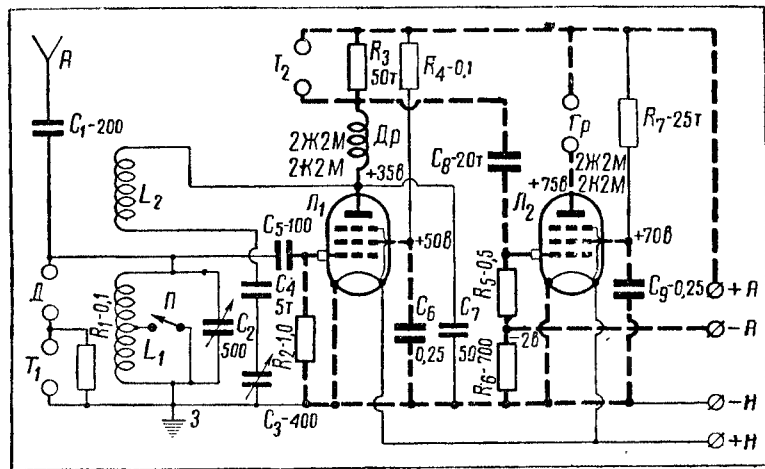 A
C₁-200
L₂
Д
T₁
R₁-0,1
L₁
П
C₂
500
З
C₅-100
C₄
5т
R₂-1,0
C₃-400
T₂
R₃
50т
R₄-0,1
2Ж2М
2К2М
Др
+35в
Л₁
+50в
C₆
0,25
C₇
50
C₈-20т
Гр
2Ж2М
2К2М
+75в
Л₂
R₇-25т
+70в
R₅-0,5
C₉-0,25
-2в
R₆-700
+А
-А
-Н
+Н